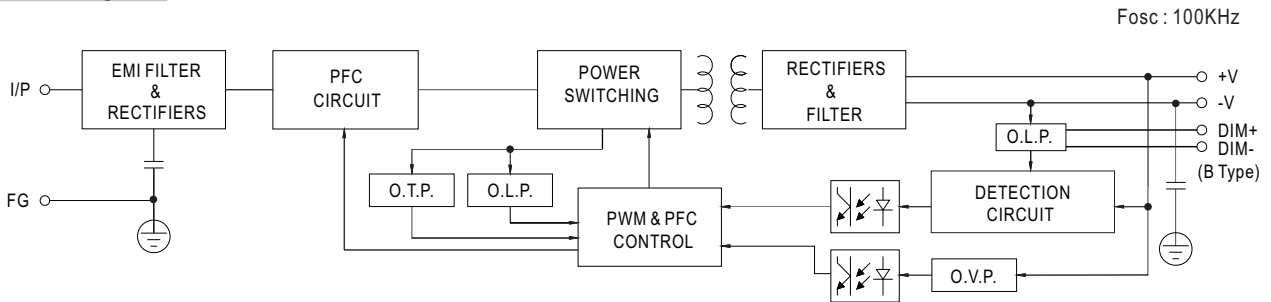 Fosc : 100KHz
I/P
EMI FILTER
&
RECTIFIERS
PFC
CIRCUIT
POWER
SWITCHING
RECTIFIERS
&
FILTER
+V
-V
DIM+
DIM-
(B Type)
O.L.P.
O.T.P.
O.L.P.
DETECTION
CIRCUIT
FG
PWM & PFC
CONTROL
O.V.P.